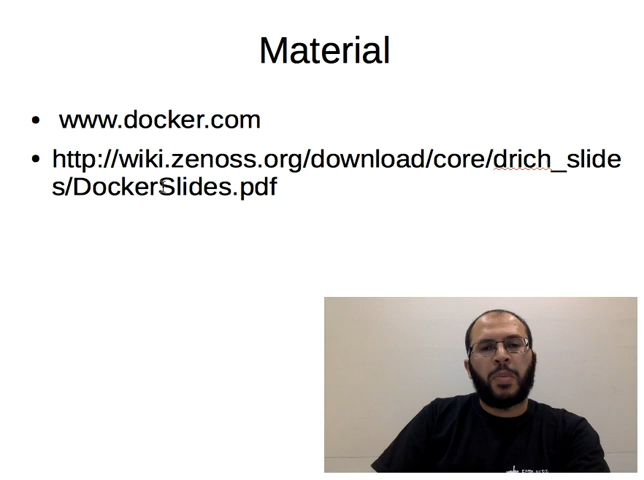 Material
• www.docker.com
• http://wiki.zenoss.org/download/core/drich_slide
s/DockerSlides.pdf